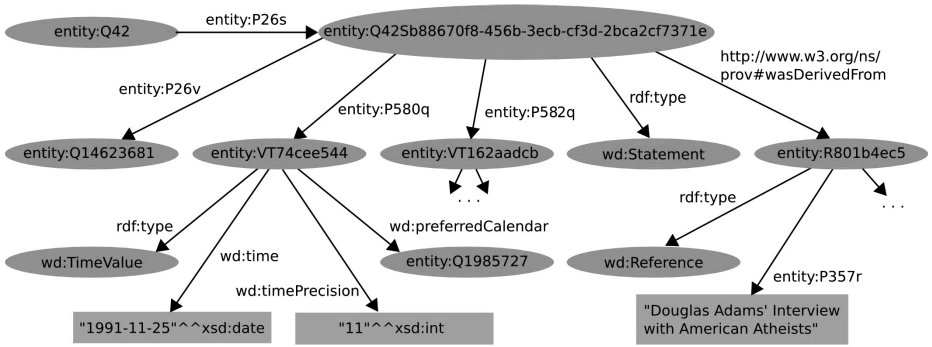 entity:Q42
entity:P26s
entity:Q42Sb88670f8-456b-3ecb-cf3d-2bca2cf7371e
http://www.w3.org/ns/
prov#wasDerivedFrom
entity:P26v
entity:P580q
entity:P582q
rdf:type
entity:Q14623681
entity:VT74cee544
entity:VT162aadcb
wd:Statement
entity:R801b4ec5
. . .
. . .
rdf:type
wd:time
wd:timePrecision
wd:preferredCalendar
rdf:type
entity:P357r
wd:TimeValue
entity:Q1985727
wd:Reference
"1991-11-25"^^xsd:date
"11"^^xsd:int
"Douglas Adams' Interview
with American Atheists"